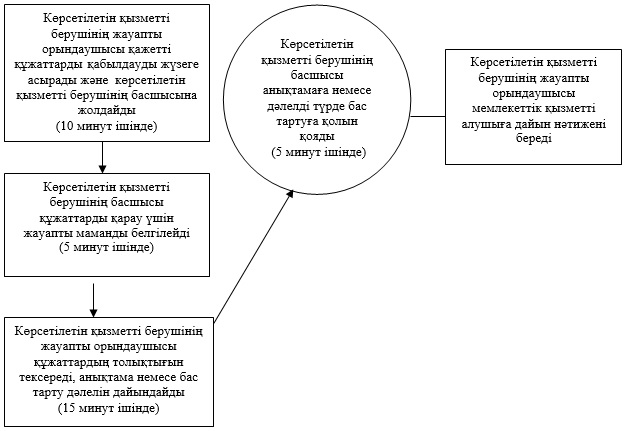 Көрсетілетін қызметті
берушінің жауапты
орындаушысы қажетті
құжаттарды қабылдауды жүзеге
асырады және көрсетілетін
қызметті берушінің басшысына
жолдайды
(10 минут ішінде)
Көрсетілетін қызметті
берушінің басшысы
құжаттарды қарау үшін
жауапты маманды белгілейді
(5 минут ішінде)
Көрсетілетін қызметті берушінің
жауапты орындаушысы
құжаттардың толықтығын
тексереді, анықтама немесе бас
тарту дәлелін дайындайды
(15 минут ішінде)
Көрсетілетін
қызметті берушінің
басшысы
анықтамаға немесе
дәлелді түрде бас
тартуға қолын
қояды
(5 минут ішінде)
Көрсетілетін қызметті
берушінің жауапты
орындаушысы
мемлекеттік қызметті
алушыға дайын нәтижені
береді